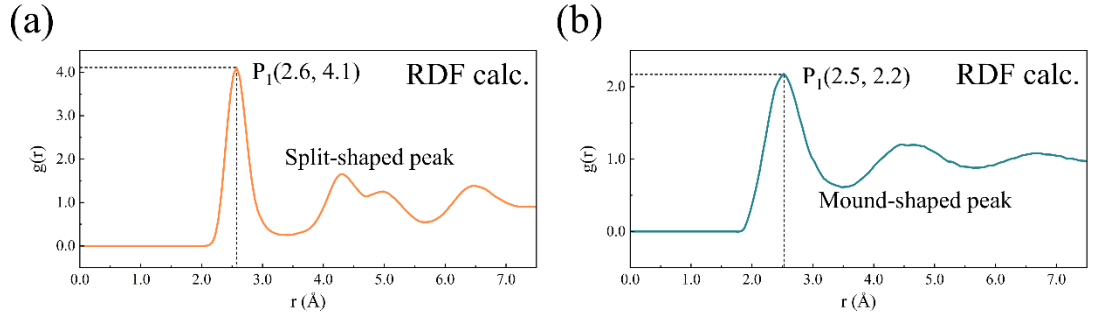 (a)
4.0
3.0
2.0
1.0
0.0
g(r)
P1(2.6, 4.1)
RDF calc.
Split-shaped peak
0.0 1.0 2.0 3.0 4.0 5.0 6.0 7.0
r (Å)
(b)
2.0
1.0
0.0
g(r)
P1(2.5, 2.2)
RDF calc.
Mound-shaped peak
0.0 1.0 2.0 3.0 4.0 5.0 6.0 7.0
r (Å)